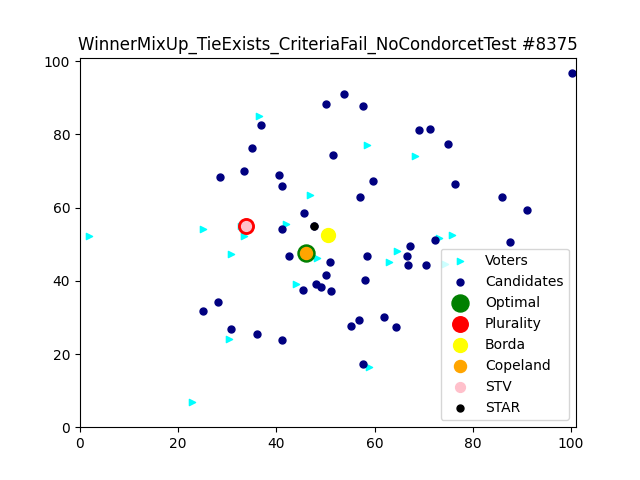 WinnerMixUp_TieExists_CriteriaFail_NoCondorcetTest #8375
100
80
60
40
20
0
0 20 40 60 80 100
Voters
Candidates
Optimal
Plurality
Borda
Copeland
STV
STAR